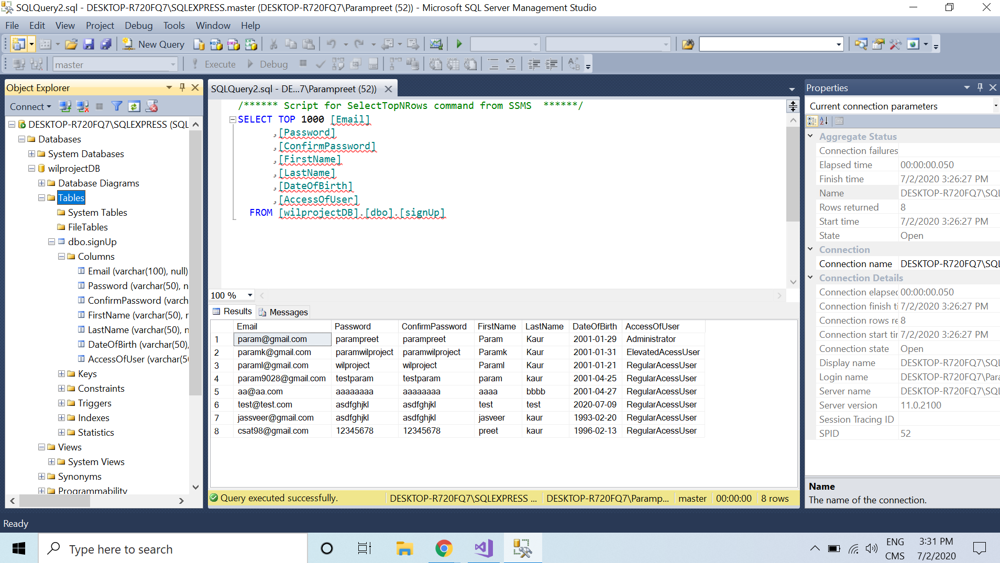 SQLQuery2.sql - DESKTOP-R720FQ7\SQLEXPRESS.master (DESKTOP-R720FQ7\Parampreet (52)) - Microsoft SQL Server Management Studio
File Edit View Project Debug Tools Window Help
New Query
master Execute Debug
Object Explorer
Connect
DESKTOP-R720FQ7\SQLEXPRESS (SQL
Databases
System Databases
wilprojectDB
Database Diagrams
Tables
System Tables
FileTables
dbo.signUp
Columns
Email (varchar(100), null)
Password (varchar(50), n
ConfirmPassword (varch
FirstName (varchar(50), r
LastName (varchar(50), n
DateOfBirth (varchar(50),
AccessOfUser (varchar(5(
Keys
Constraints
Triggers
Indexes
Statistics
Views
System Views
Synonyms
Programmability
SQLQuery2.sql - DE...7\Parampreet (52))
/****** Script for SelectTopNRows command from SSMS  ******/
SELECT TOP 1000 [Email]
,[Password]
,[ConfirmPassword]
,[FirstName]
,[LastName]
,[DateOfBirth]
,[AccessOfUser]
FROM [wilprojectDB].[dbo].[signUp]
100 %
Results Messages
Email Password ConfirmPassword FirstName LastName DateOfBirth AccessOfUser
1 param@gmail.com parampreet parampreet Param Kaur 2001-01-29 Administrator
2 paramk@gmail.com paramwilproject paramwilproject Paramk Kaur 2001-01-31 ElevatedAcessUser
3 paraml@gmail.com wilproject wilproject Paraml Kaur 2001-01-21 RegularAcessUser
4 param9028@gmail.com testparam testparam param kaur 2001-04-25 RegularAcessUser
5 aa@aa.com aaaaaaaa aaaaaaaa aaaa bbbb 2001-04-27 RegularAcessUser
6 test@test.com asdfghjkl asdfghjkl test test 2020-07-09 RegularAcessUser
7 jassveer@gmail.com asdfghjkl asdfghjkl jasveer kaur 1993-02-20 RegularAcessUser
8 csat98@gmail.com 12345678 12345678 preet kaur 1996-02-13 RegularAcessUser
Query executed successfully. DESKTOP-R720FQ7\SQLEXPRESS ... DESKTOP-R720FQ7\Paramp... master 00:00:00 8 rows
Properties
Current connection parameters
Aggregate Status
Connection failures
Elapsed time 00:00:00.050
Finish time 7/2/2020 3:26:27 PM
Name DESKTOP-R720FQ7\SQL
Rows returned 8
Start time 7/2/2020 3:26:27 PM
State Open
Connection
Connection name DESKTOP-R720FQ7\SQL
Connection Details
Connection elapsec 00:00:00.050
Connection finish ti 7/2/2020 3:26:27 PM
Connection rows re 8
Connection start tir 7/2/2020 3:26:27 PM
Connection state Open
Display name DESKTOP-R720FQ7\SQL
Login name DESKTOP-R720FQ7\Para
Server name DESKTOP-R720FQ7\SQL
Server version 11.0.2100
Session Tracing ID
SPID 52
Name
The name of the connection.
Ready
Type here to search
ENG
CMS
3:31 PM
7/2/2020